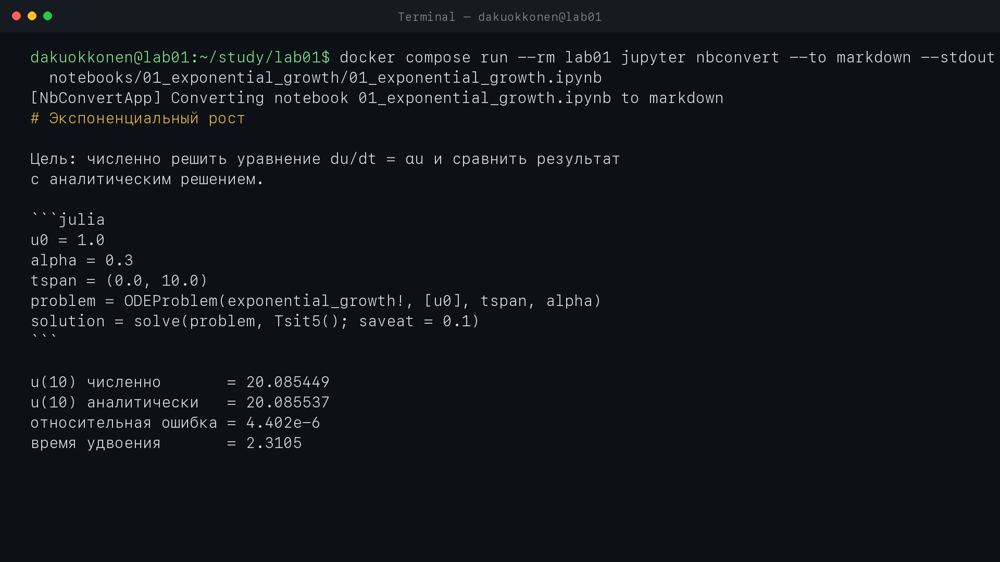 Terminal — dakuokkonen@lab01
dakuokkonen@lab01:~/study/lab01$ docker compose run --rm lab01 jupyter nbconvert --to markdown --stdout
  notebooks/01_exponential_growth/01_exponential_growth.ipynb
[NbConvertApp] Converting notebook 01_exponential_growth.ipynb to markdown
# Экспоненциальный рост
Цель: численно решить уравнение du/dt = αu и сравнить результат
с аналитическим решением.
```julia
u0 = 1.0
alpha = 0.3
tspan = (0.0, 10.0)
problem = ODEProblem(exponential_growth!, [u0], tspan, alpha)
solution = solve(problem, Tsit5(); saveat = 0.1)
```
u(10) численно       = 20.085449
u(10) аналитически   = 20.085537
относительная ошибка = 4.402e-6
время удвоения       = 2.3105